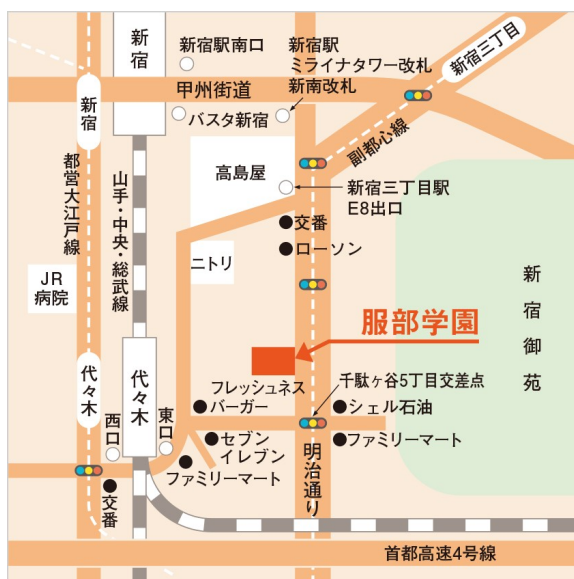 新宿
新宿駅南口
新宿駅
ミライナタワー改札
新南改札
新宿三丁目
甲州街道
バスタ新宿
新宿
副都心線
高島屋
新宿三丁目駅
E8出口
都営大江戸線
山手・中央・総武線
交番
ローソン
ニトリ
JR
病院
新宿御苑
服部学園
代々木
代々木
千駄ヶ谷5丁目交差点
フレッシュネス
バーガー
シェル石油
西口
東口
セブン
イレブン
ファミリーマート
明治通り
ファミリーマート
交番
首都高速4号線